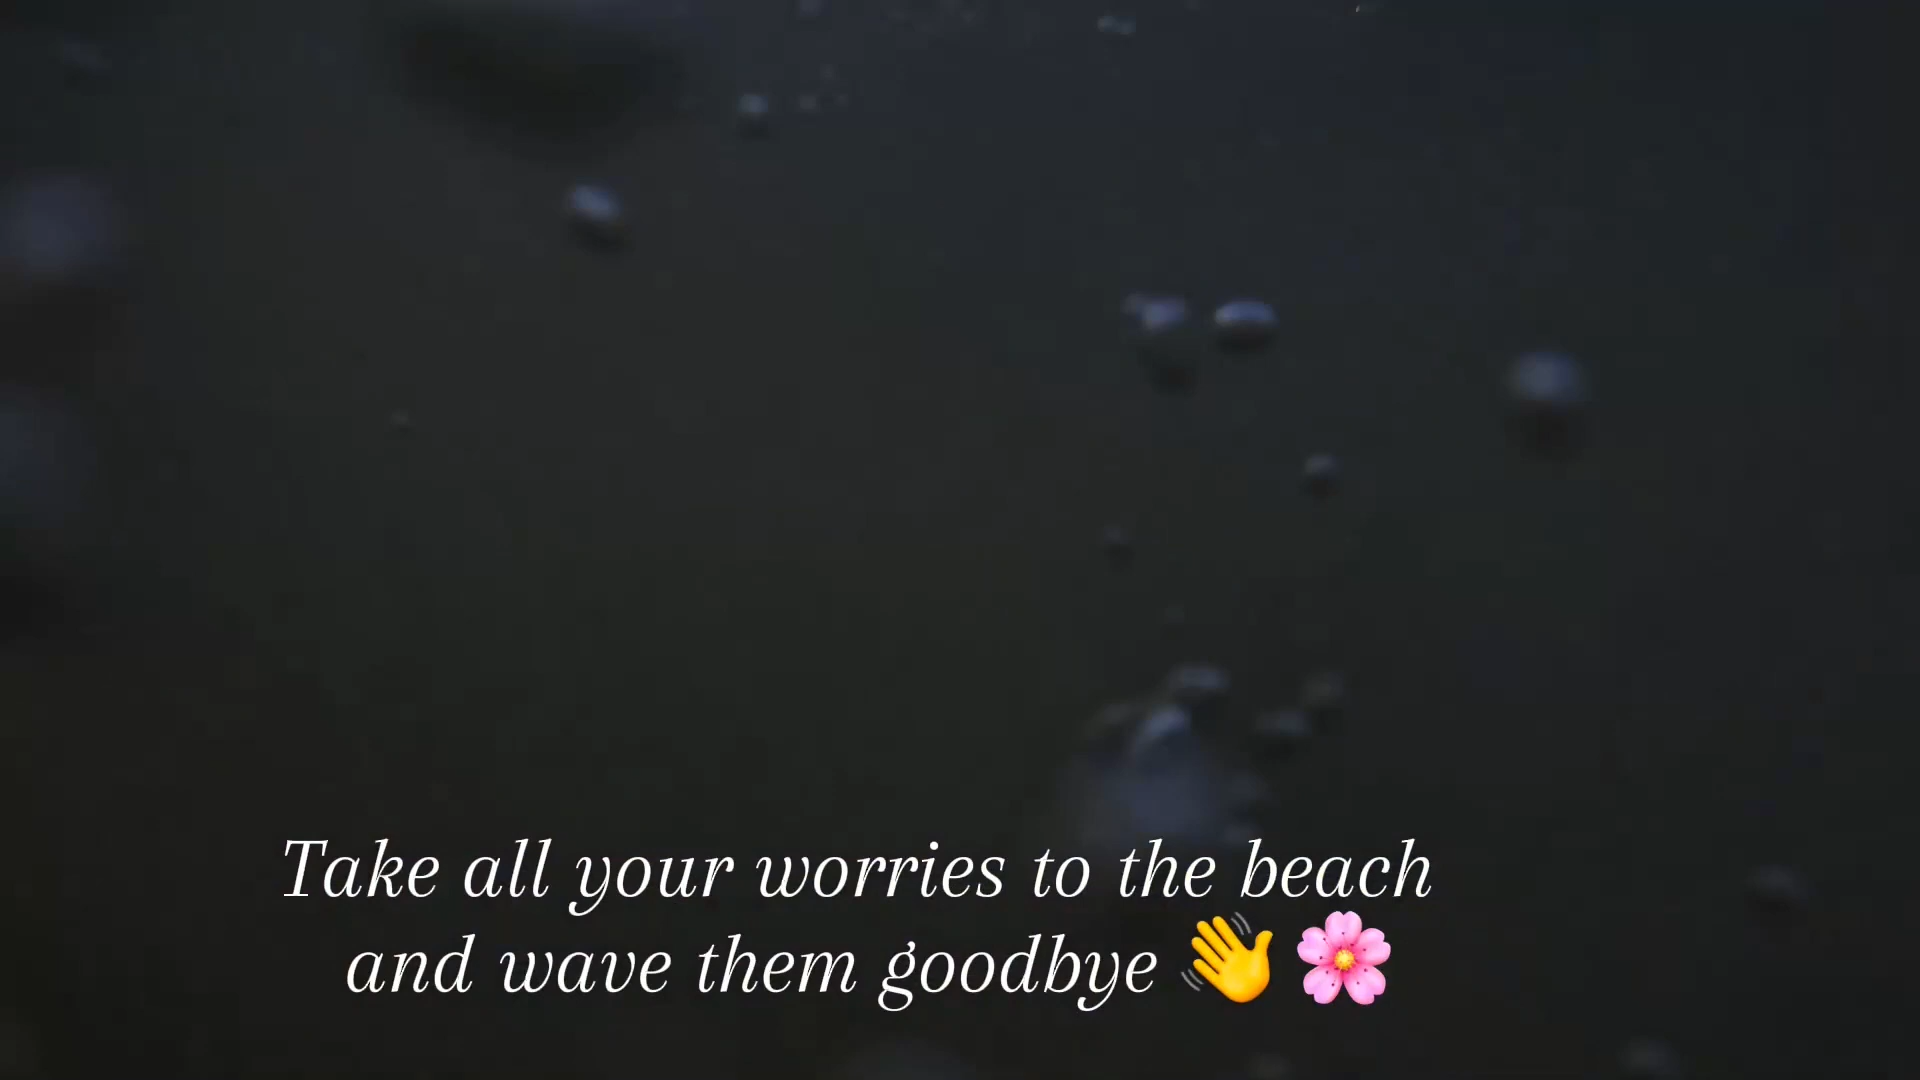 Take all your worries to the beach
and wave them goodbye 👋 🌸